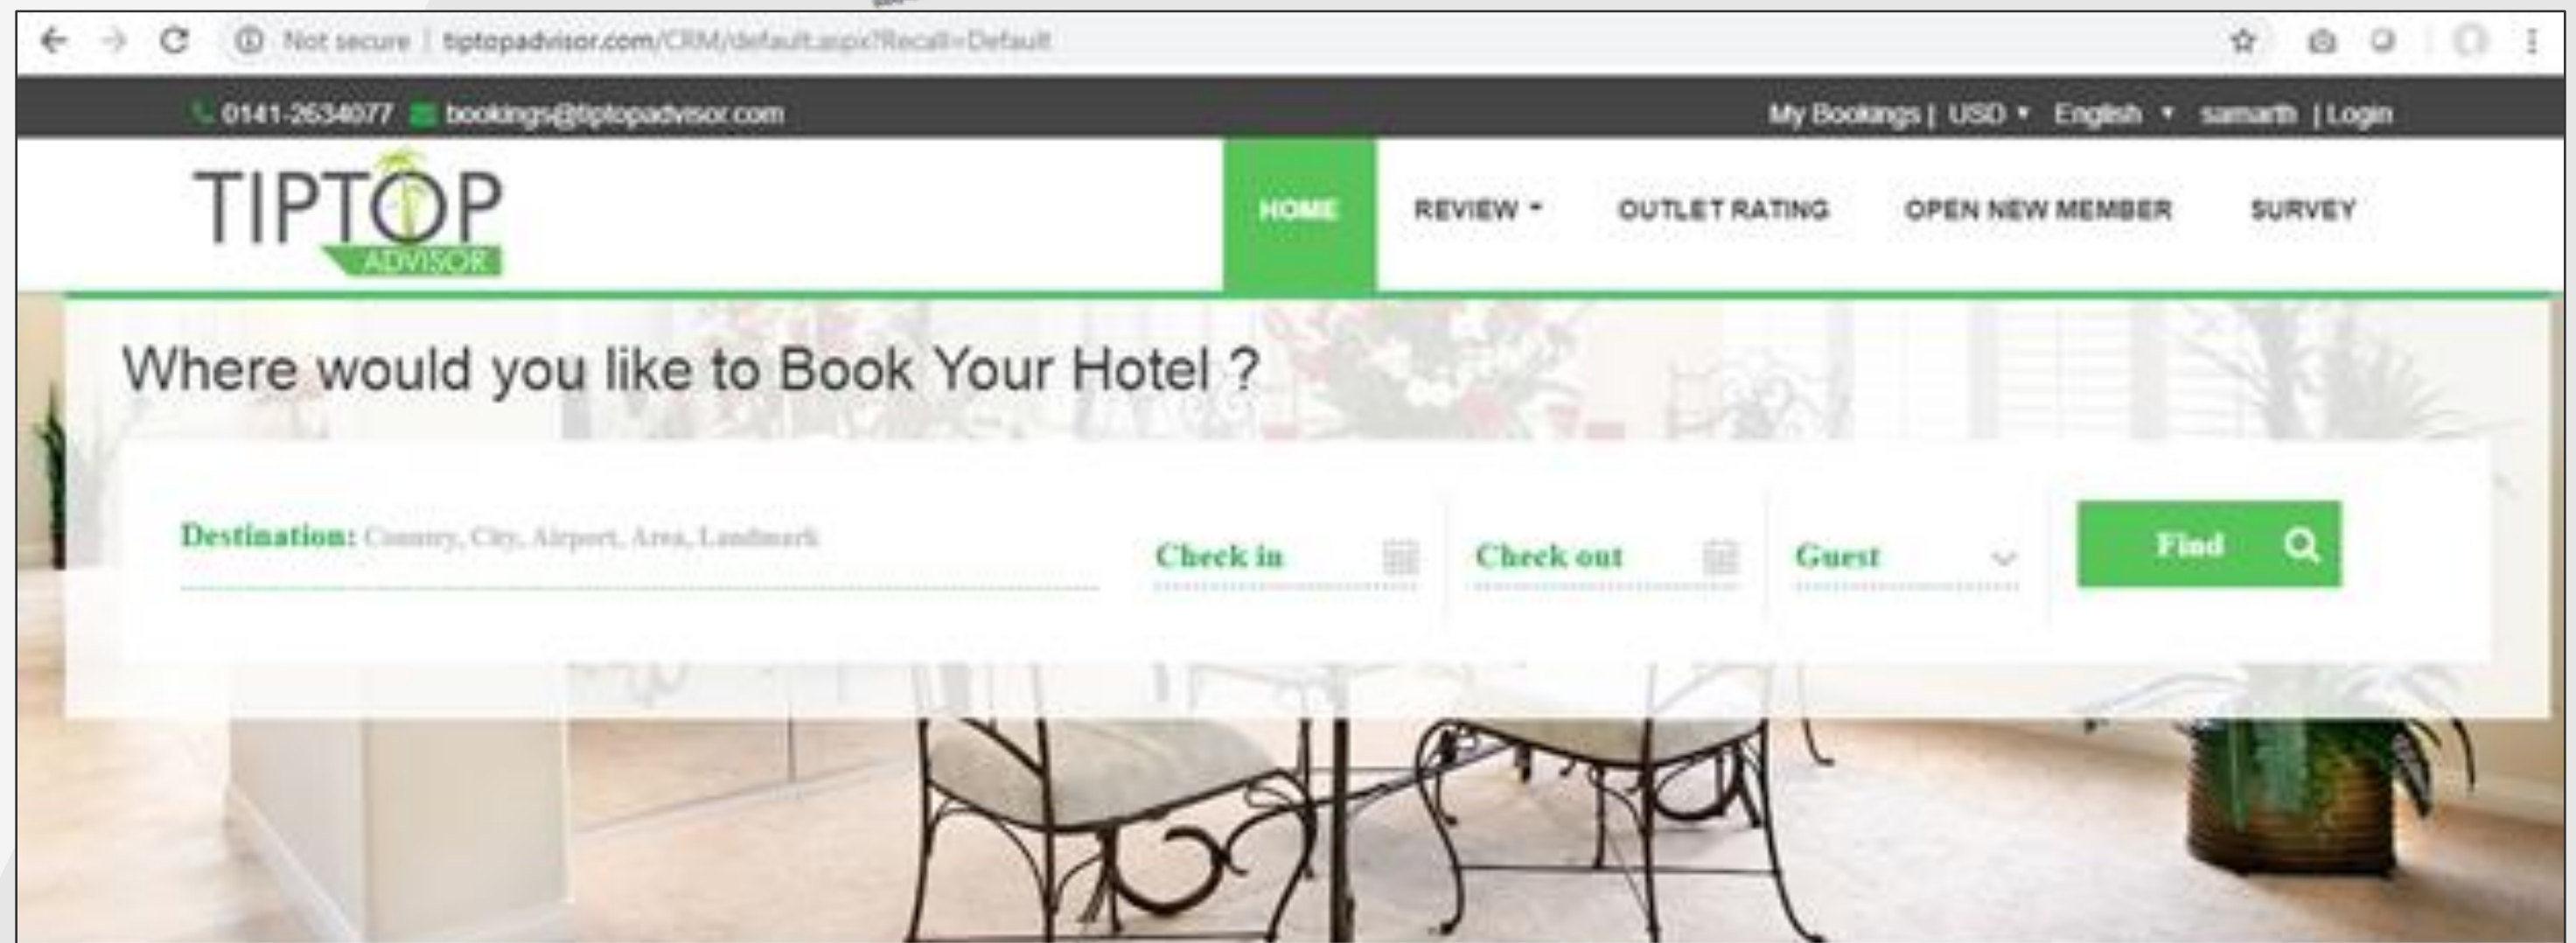 Not secure | tiptopadvisor.com/CRM/default.aspx?Recall=Default
0141-2634077 bookings@tiptopadvisor.com My Bookings | USD English samarth | Login
TIPTOP
ADVISOR
HOME REVIEW OUTLET RATING OPEN NEW MEMBER SURVEY
Where would you like to Book Your Hotel ?
Destination: Country, City, Airport, Area, Landmark
Check in Check out Guest Find